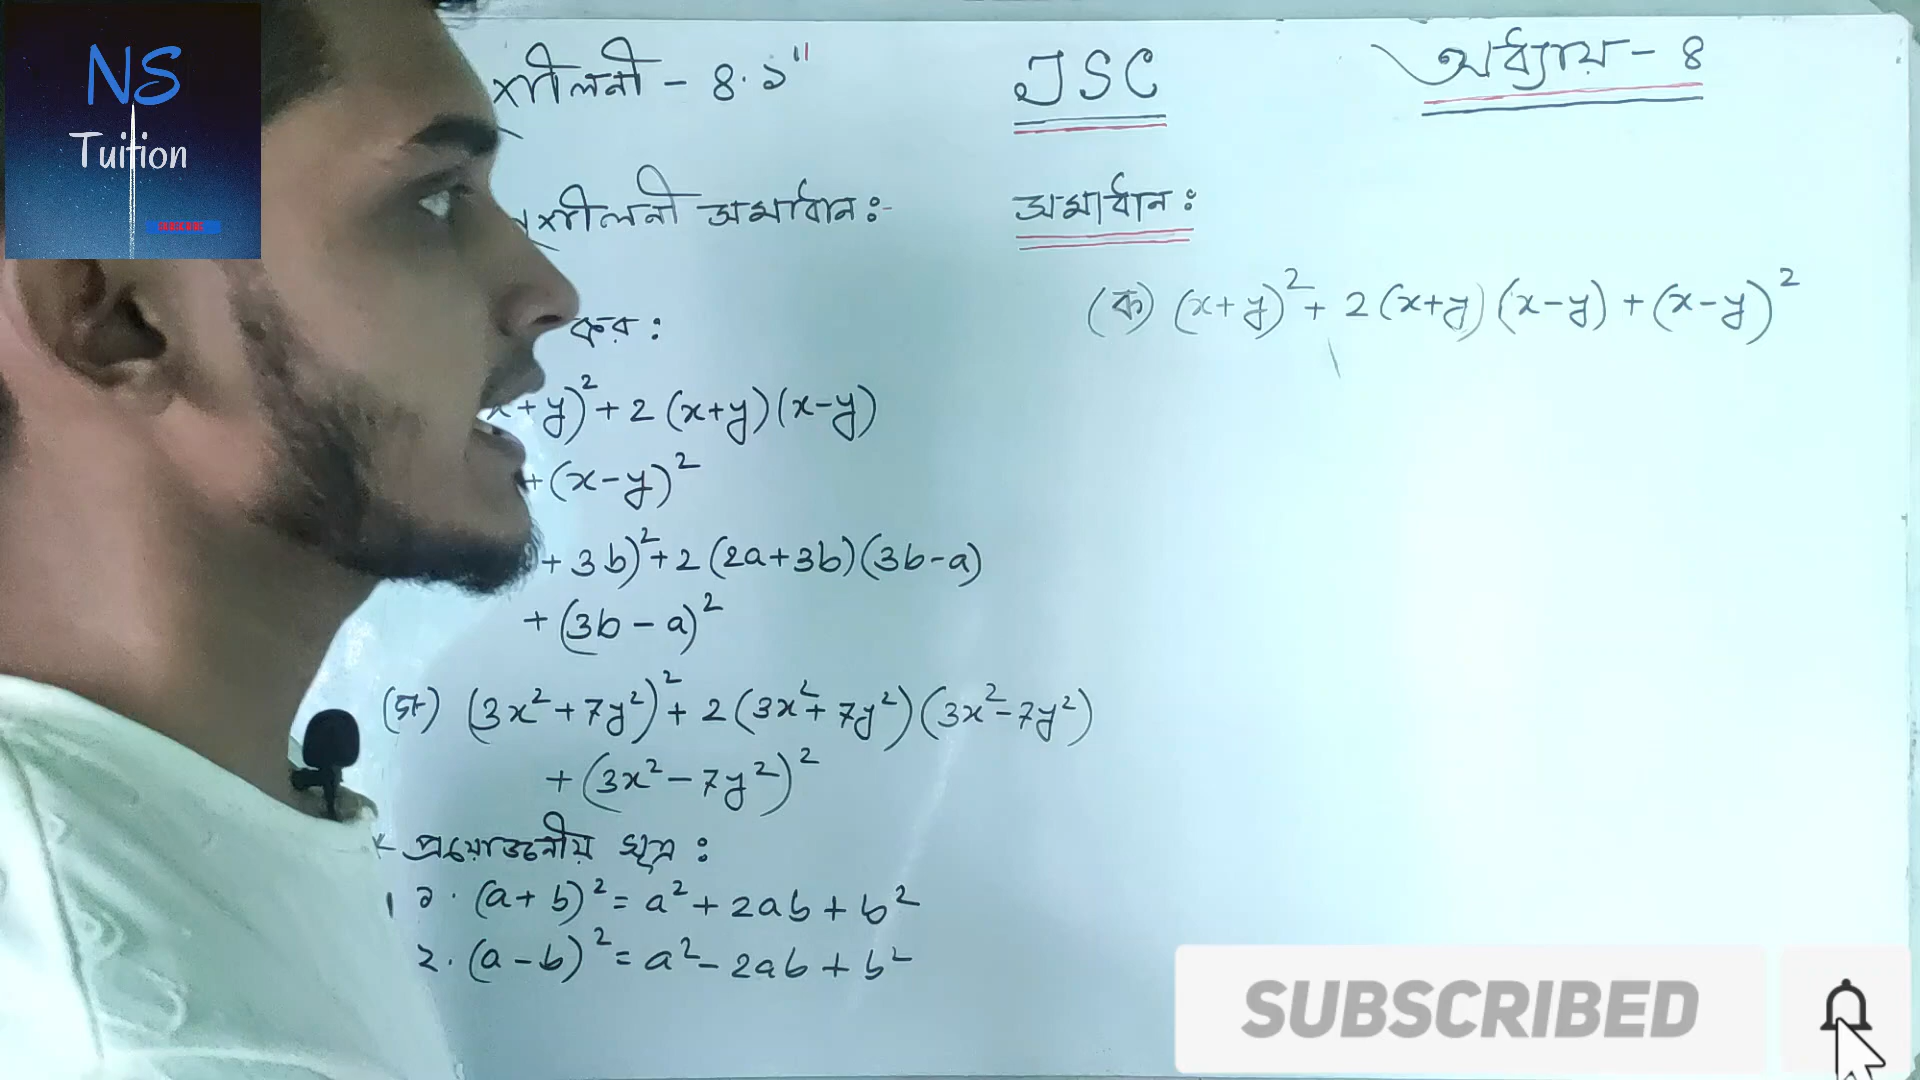 NS
Tuition
শীলনী - ৪.১"
JSC
অধ্যায় - ৪
শীলনী সমাধান :-
কর :
x+y)² + 2 (x+y) (x-y)
+ (x-y)²
+ 3b)² + 2 (2a+3b) (3b-a)
+ (3b - a)²
(3x² + 7y²)² + 2 (3x² + 7y²) (3x² - 7y²)
+ (3x² - 7y²)²
প্রয়োজনীয় সূত্র :
১. (a + b)² = a² + 2ab + b²
২. (a - b)² = a² - 2ab + b²
সমাধান :
(ক) (x+y)² + 2 (x+y) (x-y) + (x-y)²
SUBSCRIBED